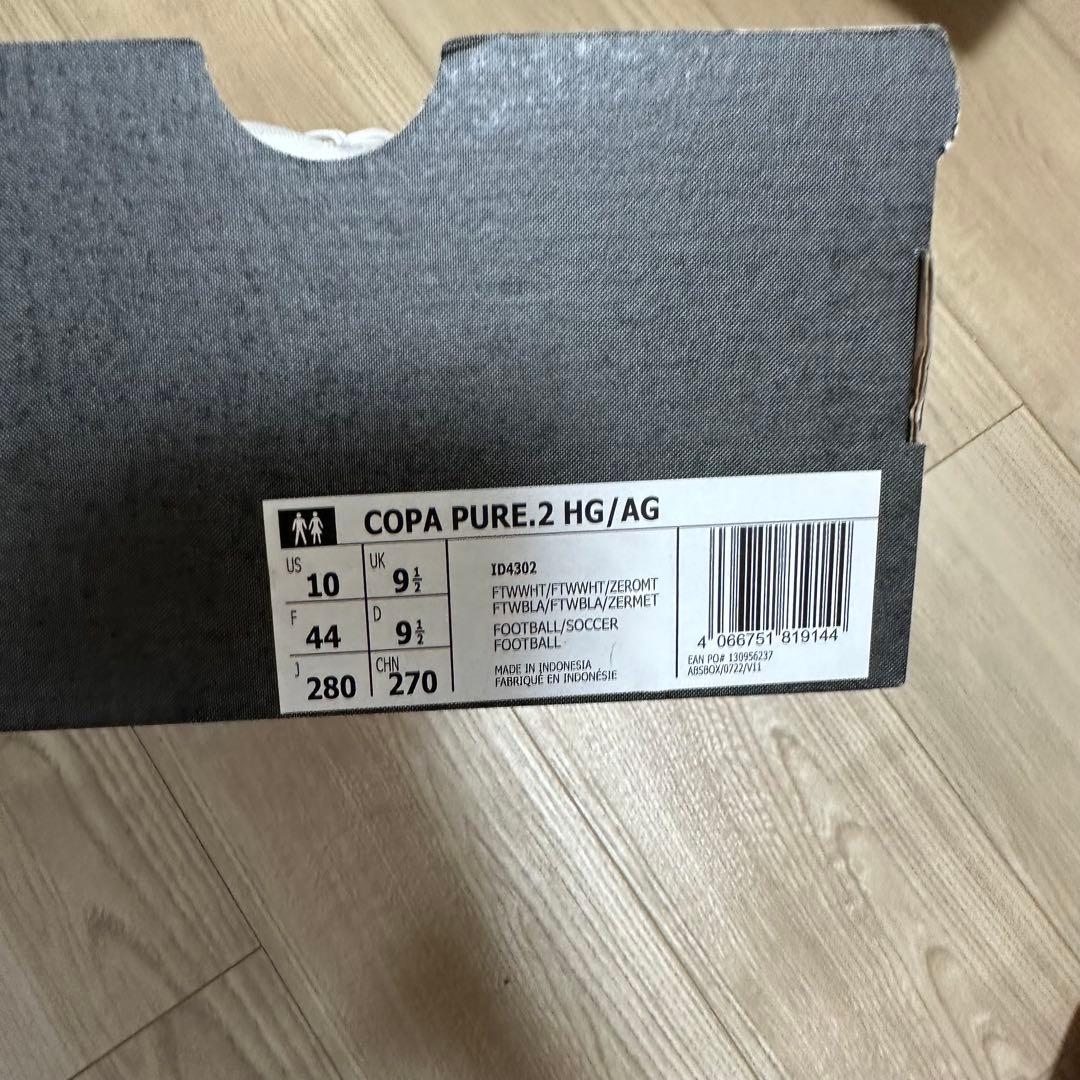 COPA PURE.2 HG/AG
US 10 UK 9 ½
F 44 D 9 ½
J 280 CHN 270
ID4302
FTWWHT/FTWWHT/ZEROMT
FTWBLA/FTWBLA/ZERMET
FOOTBALL/SOCCER
FOOTBALL
MADE IN INDONESIA
FABRIQUÉ EN INDONÉSIE
4 066751 819144
EAN PO# 130956237
ABSBOX/0722/V11